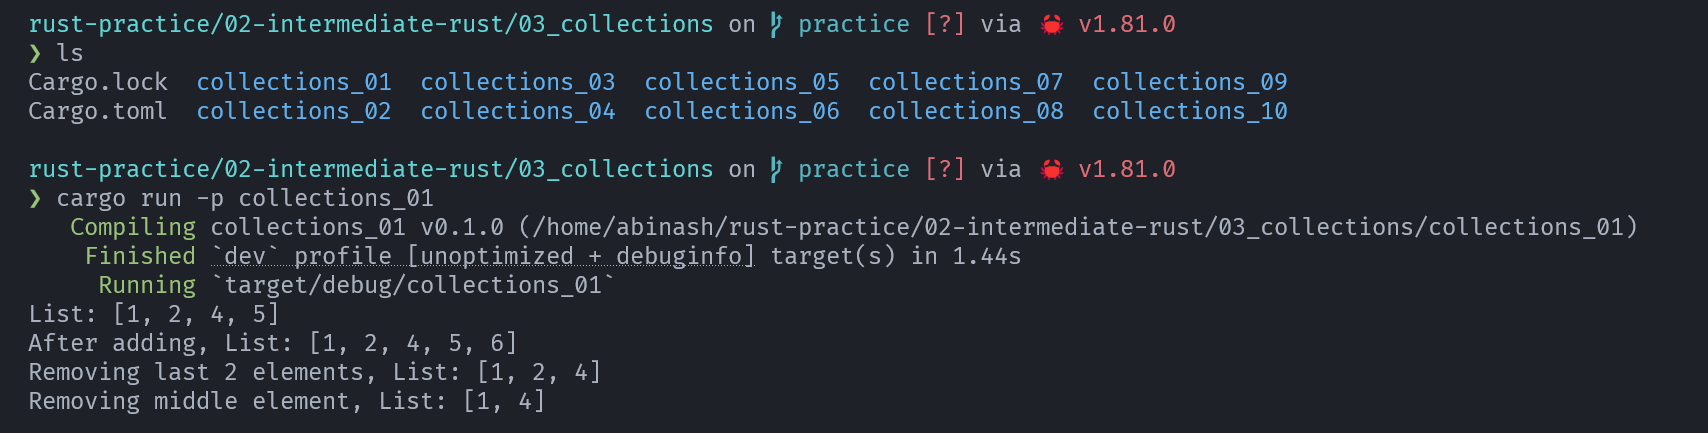 rust-practice/02-intermediate-rust/03_collections on practice [?] via 🦀 v1.81.0
❯ ls
Cargo.lock  collections_01  collections_03  collections_05  collections_07  collections_09
Cargo.toml  collections_02  collections_04  collections_06  collections_08  collections_10
rust-practice/02-intermediate-rust/03_collections on practice [?] via 🦀 v1.81.0
❯ cargo run -p collections_01
   Compiling collections_01 v0.1.0 (/home/abinash/rust-practice/02-intermediate-rust/03_collections/collections_01)
    Finished `dev` profile [unoptimized + debuginfo] target(s) in 1.44s
     Running `target/debug/collections_01`
List: [1, 2, 4, 5]
After adding, List: [1, 2, 4, 5, 6]
Removing last 2 elements, List: [1, 2, 4]
Removing middle element, List: [1, 4]